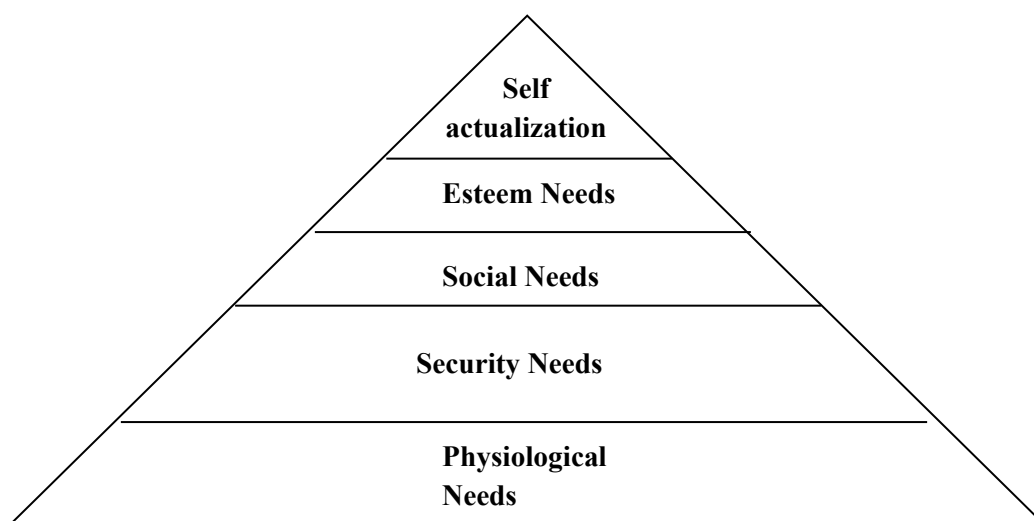 Self
actualization
Esteem Needs
Social Needs
Security Needs
Physiological
Needs